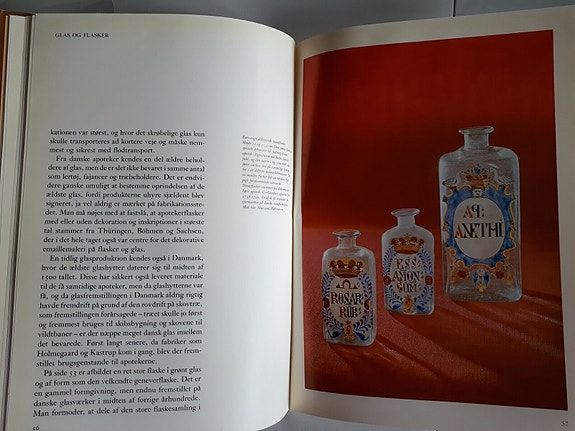 GLAS OG FLASKER
kationen var størst, og hvor det skrøbelige glas kun
skulle transporteres ad kortere veje og måske nem-
mest og sikrest med flodtransport.
Fra danske apoteker kendes en del ældre behol-
dere af glas, men de er slet ikke bevaret i samme antal
som lertøj, fajancer og træbeholdere. Det er endvi-
dere ganske umuligt at bestemme oprindelsen af de
ældste glas, fordi produkterne uhyre sjældent blev
signeret, ja vel aldrig er mærket på fabrikationsste-
det. Man må nøjes med at fastslå, at apotekerflasker
med eller uden dekoration og inskriptioner i største
tal stammer fra Thüringen, Böhmen og Sachsen,
der i det hele taget også var centre for det dekorative
emaillemaleri på flasker og glas.
En tidlig glasproduktion kendes også i Danmark,
hvor de ældste glashytter daterer sig til midten af
1500 tallet. Disse har sikkert også leveret materiale
til de få samtidige apoteker, men da glashytterne var
få, og da glasfremstillingen i Danmark aldrig rigtig
havde fremdrift på grund af den rovdrift på skovtræ,
som fremstillingen forårsagede – træet skulle jo først
og fremmest bruges til skibsbygning og skovene til
vildtbaner – er der næppe meget dansk glas imellem
det bevarede. Først langt senere, da fabriker som
Holmegaard og Kastrup kom i gang, blev der frem-
stillet brugsgenstande til apotekerne.
På side 53 er afbildet en ret stor flaske i grønt glas
og af form som den velkendte geneverflaske. Det er
en gammel formgivning, men endnu fremstillet på
danske glasværker i midten af forrige århundrede.
Man formoder, at dele af den store flaskesamling i
56
AQ:
ANETHI
ESS:
AMON
GUM:
ROSAR:
RUB:
57